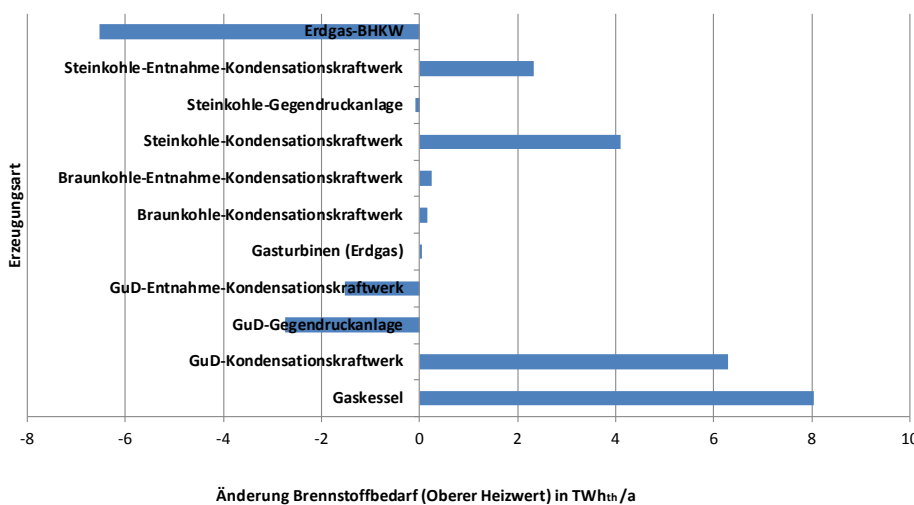 Erzeugungsart
Erdgas-BHKW
Steinkohle-Entnahme-Kondensationskraftwerk
Steinkohle-Gegendruckanlage
Steinkohle-Kondensationskraftwerk
Braunkohle-Entnahme-Kondensationskraftwerk
Braunkohle-Kondensationskraftwerk
Gasturbinen (Erdgas)
GuD-Entnahme-Kondensationskraftwerk
GuD-Gegendruckanlage
GuD-Kondensationskraftwerk
Gaskessel
-8 -6 -4 -2 0 2 4 6 8 10
Änderung Brennstoffbedarf (Oberer Heizwert) in TWhth/a